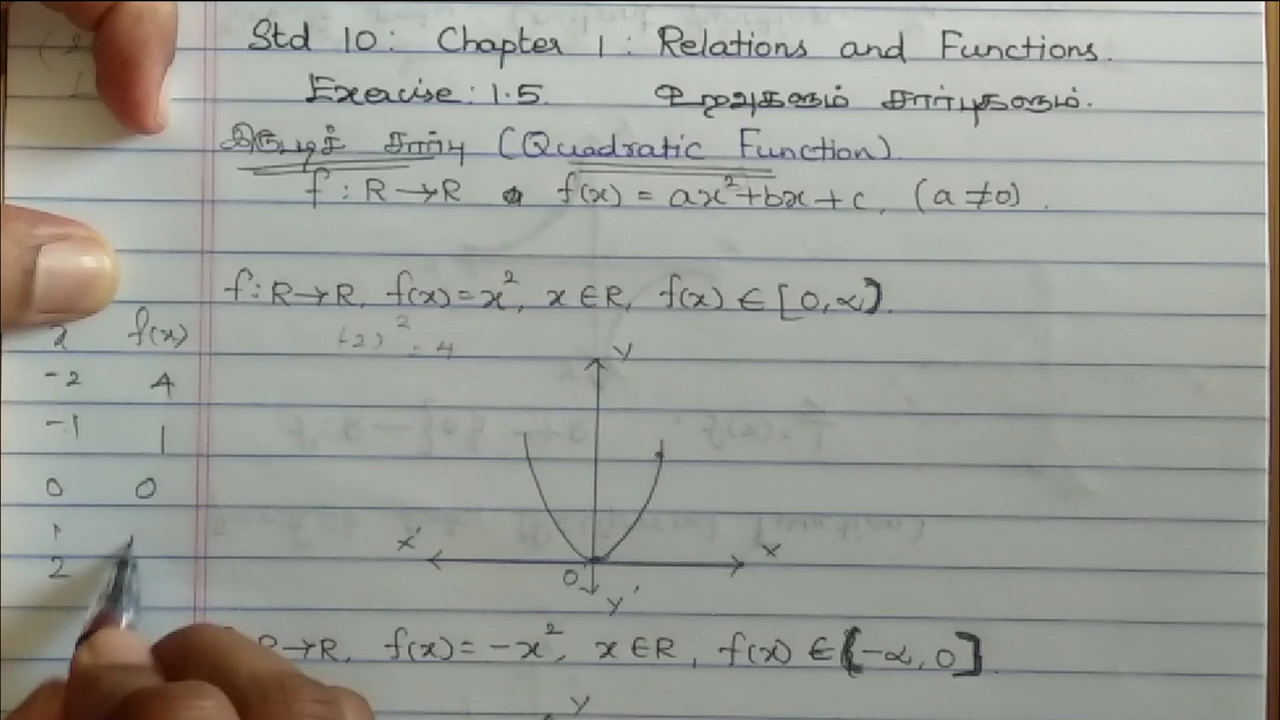 Std 10: Chapter 1: Relations and Functions.
Exercise: 1.5. உறவுகளும் சார்புகளும்.
இருபடிச் சார்பு (Quadratic Function)
f: R→R f(x) = ax²+bx+c, (a≠0).
f: R→R, f(x) = x², x ∈ R, f(x) ∈ [0,∝).
x f(x) (2)² = 4
-2 4
-1 1
0 0
1
2
Y
X' X
O
Y'
R→R, f(x) = -x², x ∈ R, f(x) ∈ (-∝, 0].
Y